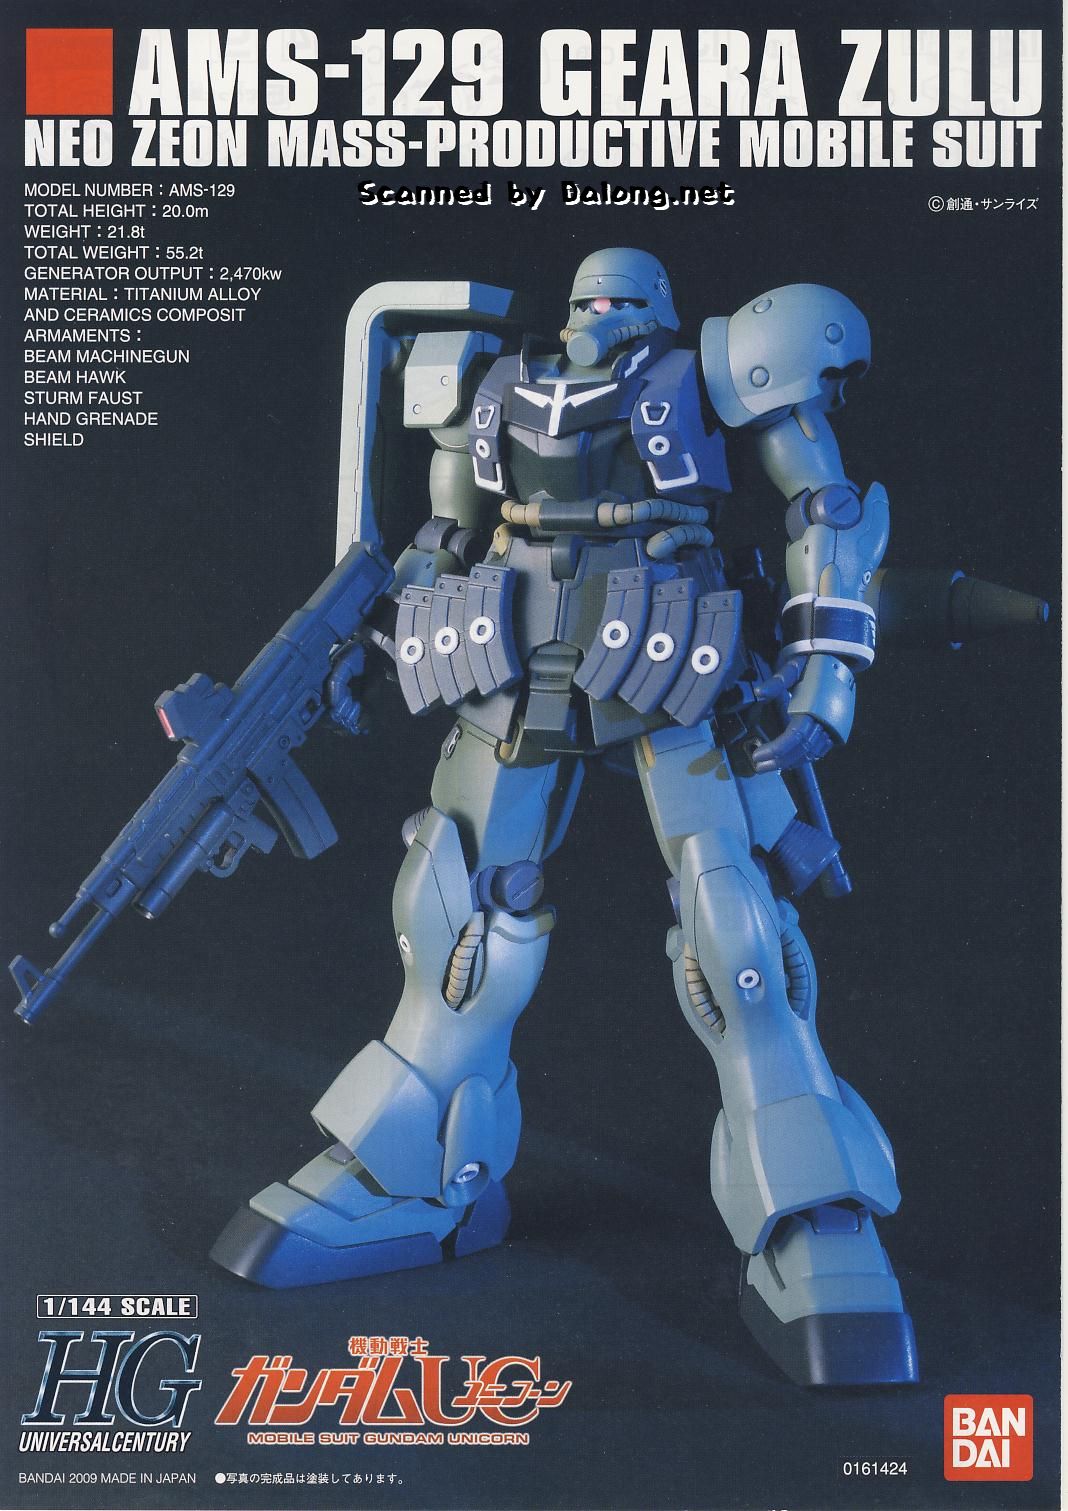 AMS-129 GEARA ZULU
NEO ZEON MASS-PRODUCTIVE MOBILE SUIT
MODEL NUMBER：AMS-129
TOTAL HEIGHT：20.0m
WEIGHT：21.8t
TOTAL WEIGHT：55.2t
GENERATOR OUTPUT：2,470kw
MATERIAL：TITANIUM ALLOY
AND CERAMICS COMPOSIT
ARMAMENTS：
BEAM MACHINEGUN
BEAM HAWK
STURM FAUST
HAND GRENADE
SHIELD
Scanned by Dalong.net
©創通・サンライズ
1/144 SCALE
HG
UNIVERSAL CENTURY
機動戦士
ガンダムUC
ユニコーン
MOBILE SUIT GUNDAM UNICORN
BAN
DAI
BANDAI 2009 MADE IN JAPAN
●写真の完成品は塗装してあります。
0161424